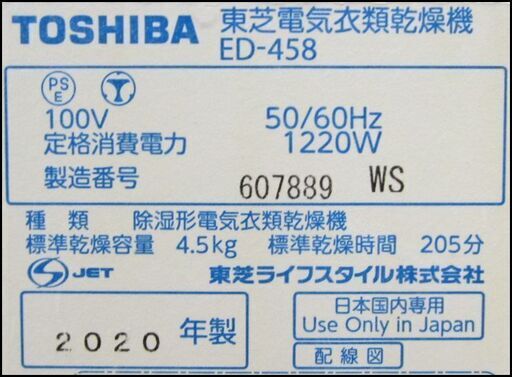 TOSHIBA 東芝電気衣類乾燥機
ED-458
PS
E
100V 50/60Hz
定格消費電力 1220W
製造番号 607889 WS
種類 除湿形電気衣類乾燥機
標準乾燥容量 4.5kg 標準乾燥時間 205分
S JET 東芝ライフスタイル株式会社
2020 年製
日本国内専用
Use Only in Japan
配線図